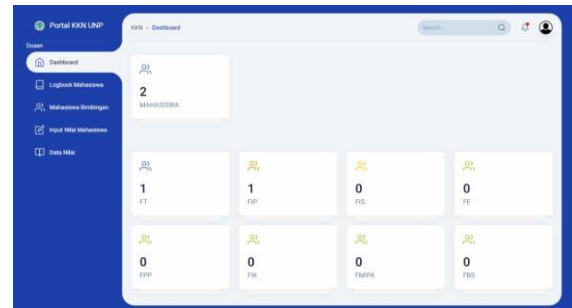 Portal KKN UNP
Dosen
Dashboard
Logbook Mahasiswa
Mahasiswa Bimbingan
Input Nilai Mahasiswa
Data Nilai
KKN › Dashboard
Search..
2
MAHASISWA
1
FT
1
FIP
0
FIS
0
FE
0
FPP
0
FIK
0
FMIPA
0
FBS